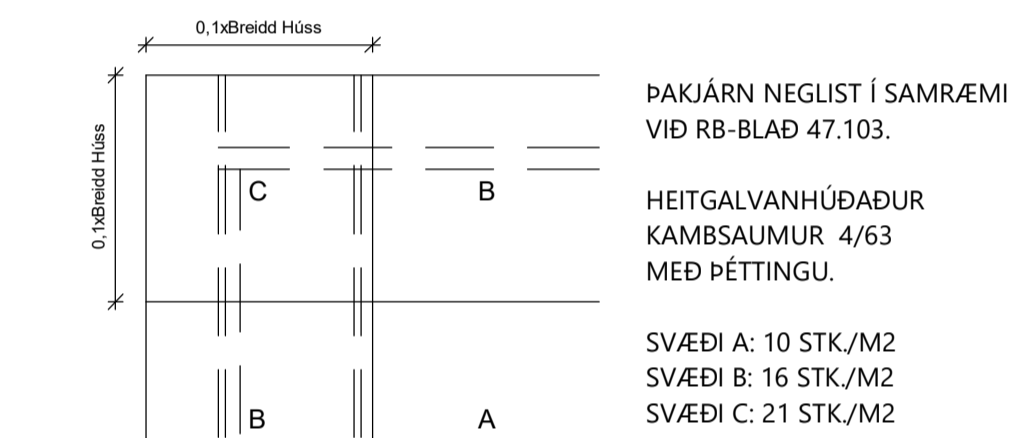 0,1xBreidd Húss
0,1xBreidd Húss
C
B
B
A
ÞAKJÁRN NEGLIST Í SAMRÆMI
VIÐ RB-BLAÐ 47.103.
HEITGALVANHÚÐAÐUR
KAMBSAUMUR 4/63
MEÐ ÞÉTTINGU.
SVÆÐI A: 10 STK./M2
SVÆÐI B: 16 STK./M2
SVÆÐI C: 21 STK./M2